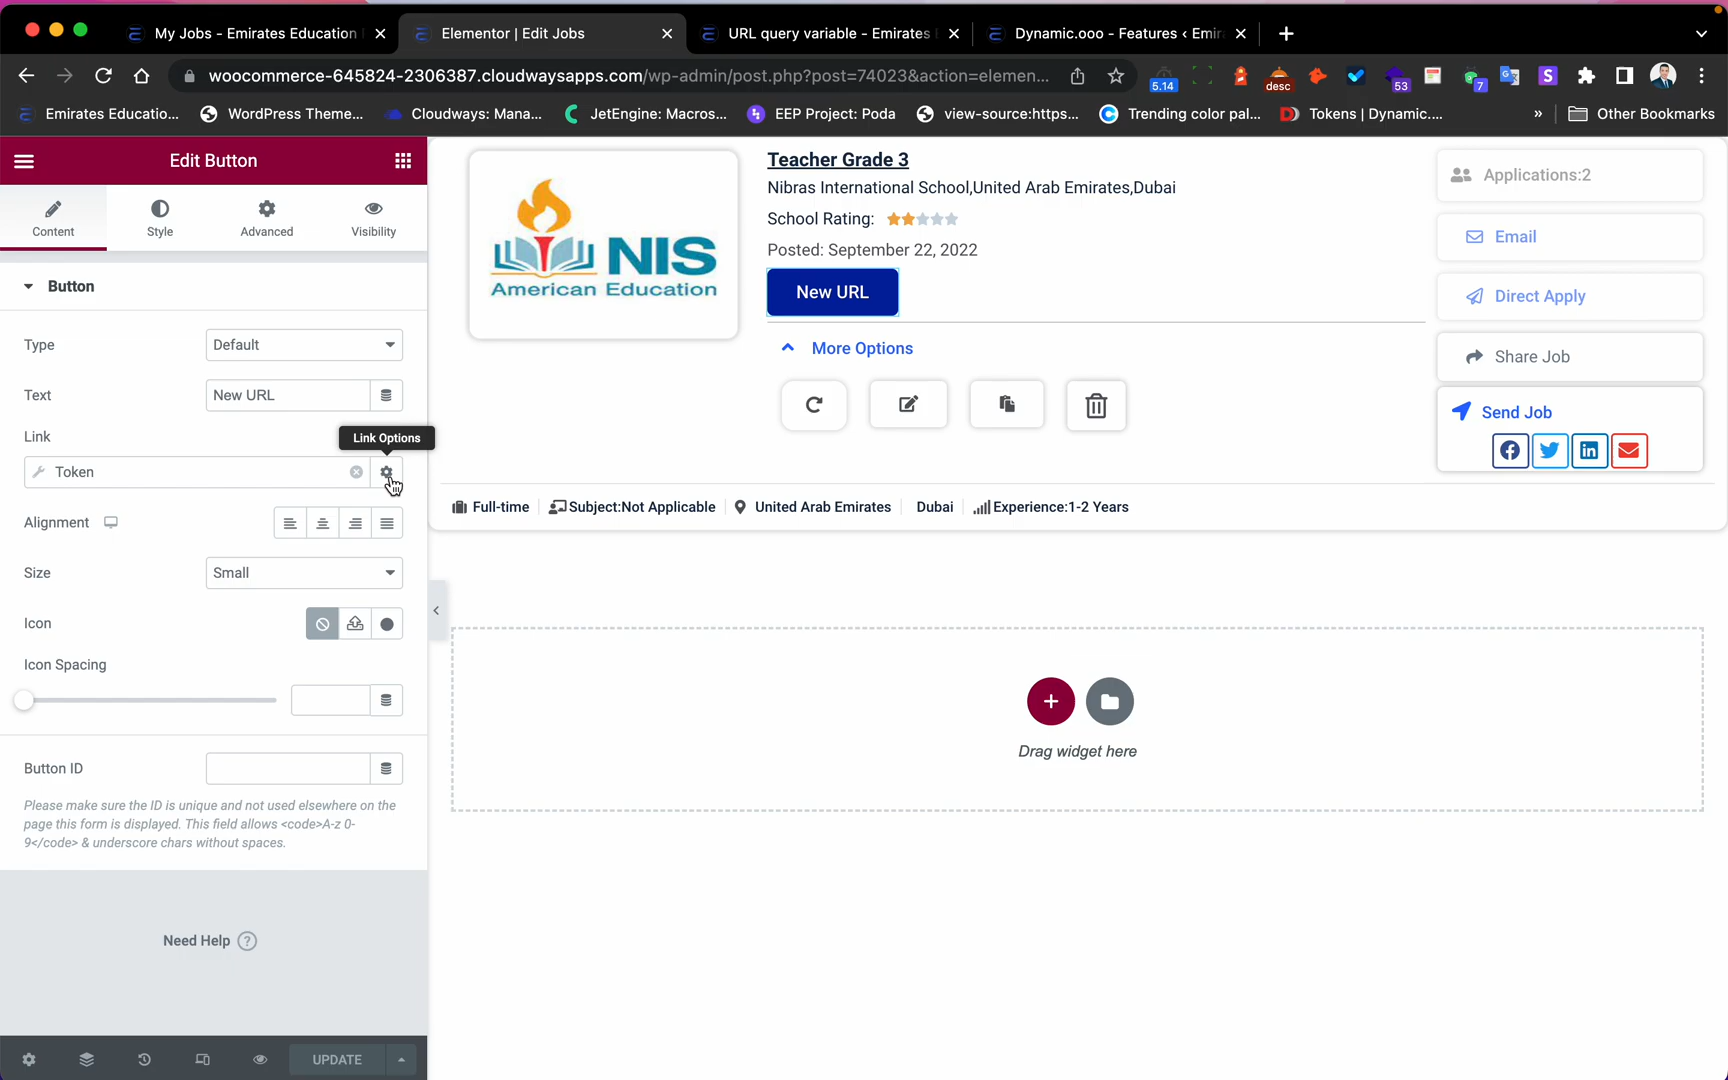 My Jobs - Emirates Education
Elementor | Edit Jobs
URL query variable - Emirates
Dynamic.ooo - Features ‹ Emir
woocommerce-645824-2306387.cloudwaysapps.com/wp-admin/post.php?post=74023&action=elemen...
5.14
desc
53
7
S
Emirates Educatio...
WordPress Theme...
Cloudways: Mana...
JetEngine: Macros...
EEP Project: Poda
view-source:https...
Trending color pal...
Tokens | Dynamic....
»
Other Bookmarks
Edit Button
Content
Style
Advanced
Visibility
Button
Type
Default
Text
New URL
Link
Link Options
Token
Alignment
Size
Small
Icon
Icon Spacing
Button ID
Please make sure the ID is unique and not used elsewhere on the
page this form is displayed. This field allows <code>A-z 0-
9</code> & underscore chars without spaces.
Need Help ?
UPDATE
NIS
American Education
Teacher Grade 3
Nibras International School,United Arab Emirates,Dubai
School Rating:
Posted: September 22, 2022
New URL
More Options
Applications:2
Email
Direct Apply
Share Job
Send Job
Full-time
Subject:Not Applicable
United Arab Emirates
Dubai
Experience:1-2 Years
Drag widget here